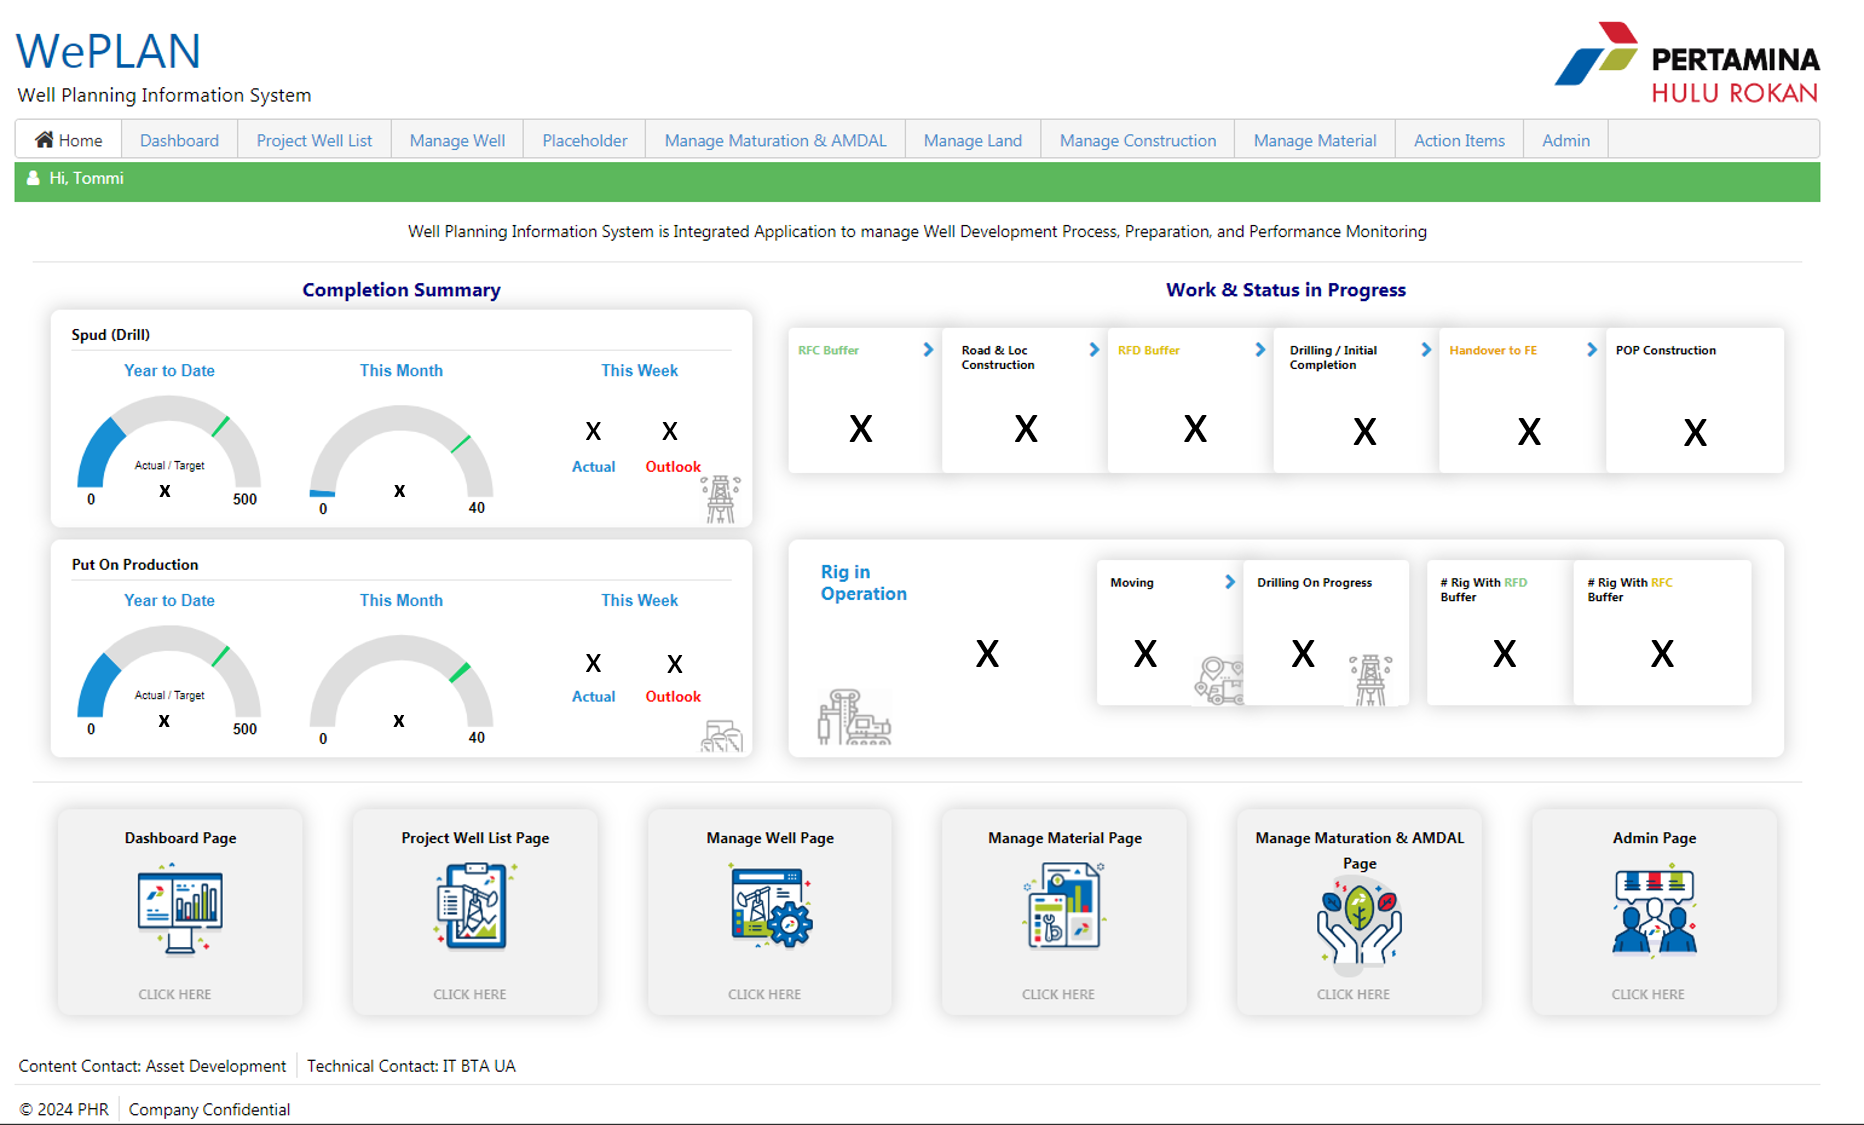 WePLAN
Well Planning Information System
PERTAMINA
HULU ROKAN
Home
Dashboard
Project Well List
Manage Well
Placeholder
Manage Maturation & AMDAL
Manage Land
Manage Construction
Manage Material
Action Items
Admin
Hi, Tommi
Well Planning Information System is Integrated Application to manage Well Development Process, Preparation, and Performance Monitoring
Completion Summary
Spud (Drill)
Year to Date
This Month
This Week
Actual / Target
X
0
500
X
0
40
X
X
Actual
Outlook
Put On Production
Year to Date
This Month
This Week
Actual / Target
X
0
500
X
0
40
X
X
Actual
Outlook
Work & Status in Progress
RFC Buffer
X
Road & Loc
Construction
X
RFD Buffer
X
Drilling / Initial
Completion
X
Handover to FE
X
POP Construction
X
Rig in
Operation
X
Moving
X
Drilling On Progress
X
# Rig With RFD
Buffer
X
# Rig With RFC
Buffer
X
Dashboard Page
CLICK HERE
Project Well List Page
CLICK HERE
Manage Well Page
CLICK HERE
Manage Material Page
CLICK HERE
Manage Maturation & AMDAL
Page
CLICK HERE
Admin Page
CLICK HERE
Content Contact: Asset Development
Technical Contact: IT BTA UA
© 2024 PHR
Company Confidential